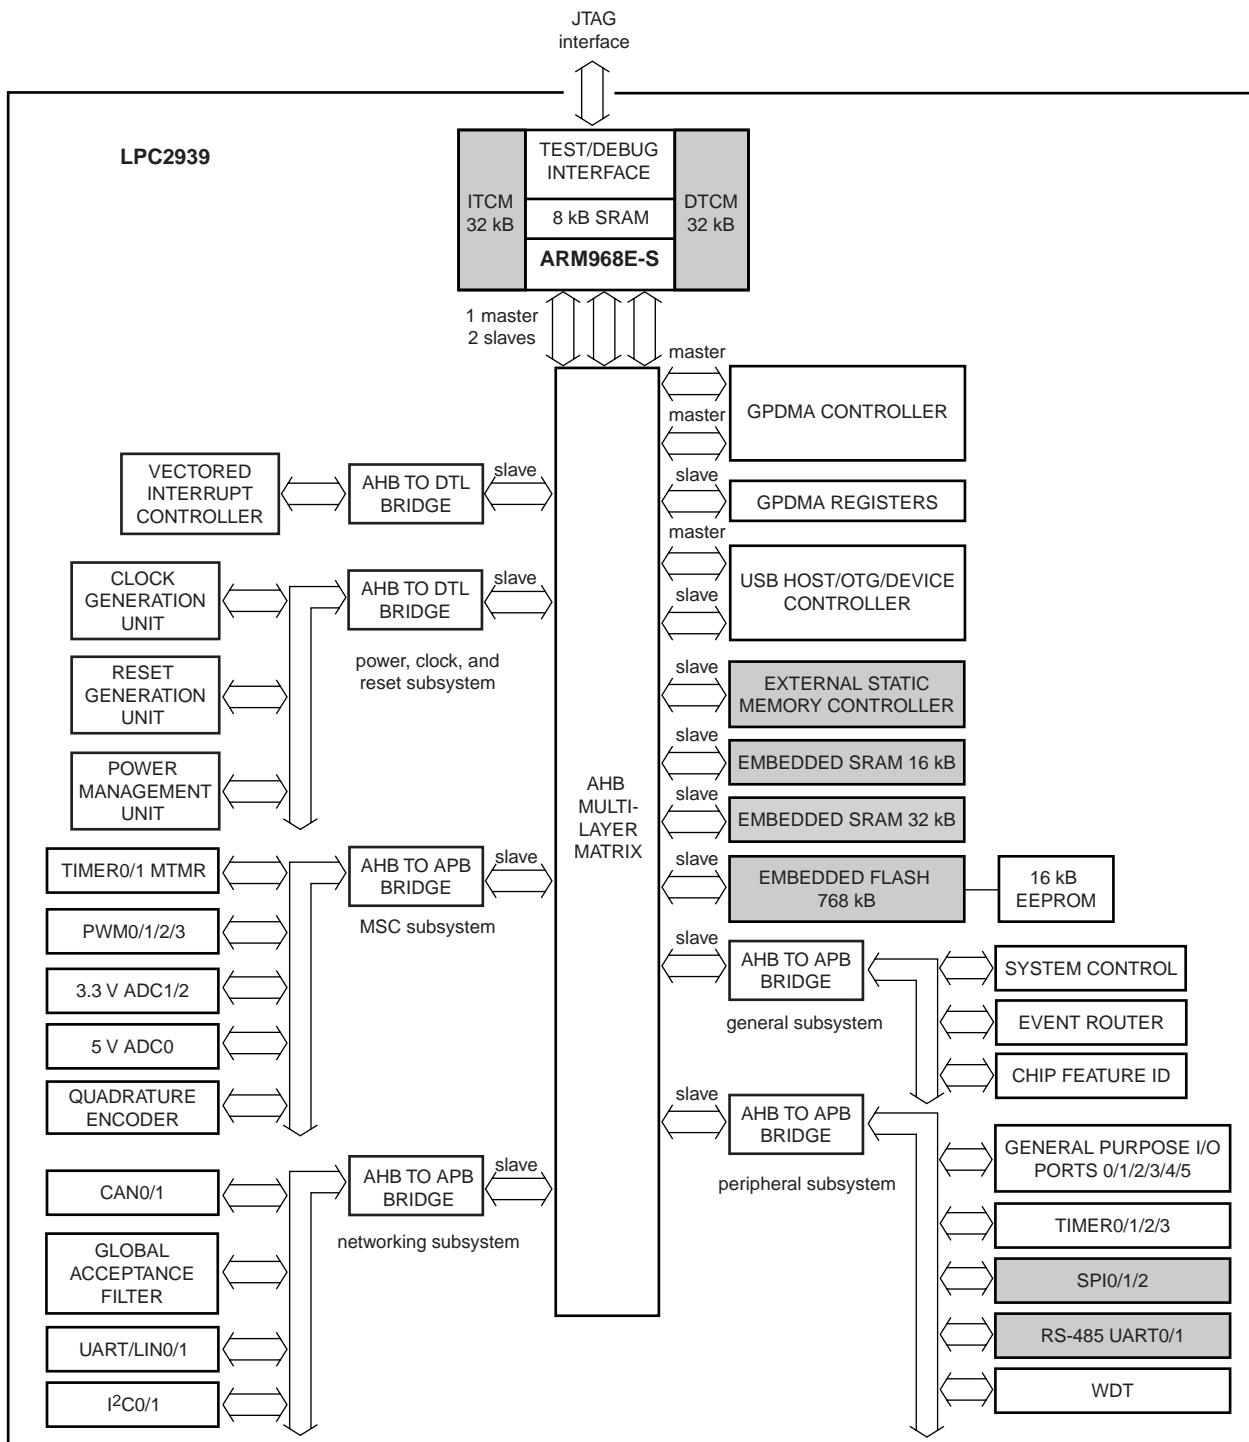 JTAG
interface
LPC2939
ITCM
32 kB
TEST/DEBUG
INTERFACE
8 kB SRAM
ARM968E-S
DTCM
32 kB
1 master
2 slaves
master
GPDMA CONTROLLER
master
slave
GPDMA REGISTERS
master
USB HOST/OTG/DEVICE
CONTROLLER
slave
slave
EXTERNAL STATIC
MEMORY CONTROLLER
slave
EMBEDDED SRAM 16 kB
slave
EMBEDDED SRAM 32 kB
slave
EMBEDDED FLASH
768 kB
16 kB
EEPROM
slave
AHB TO APB
BRIDGE
general subsystem
SYSTEM CONTROL
EVENT ROUTER
CHIP FEATURE ID
slave
AHB TO APB
BRIDGE
peripheral subsystem
GENERAL PURPOSE I/O
PORTS 0/1/2/3/4/5
TIMER0/1/2/3
SPI0/1/2
RS-485 UART0/1
WDT
AHB
MULTI-
LAYER
MATRIX
VECTORED
INTERRUPT
CONTROLLER
AHB TO DTL
BRIDGE
slave
CLOCK
GENERATION
UNIT
AHB TO DTL
BRIDGE
slave
power, clock, and
reset subsystem
RESET
GENERATION
UNIT
POWER
MANAGEMENT
UNIT
TIMER0/1 MTMR
AHB TO APB
BRIDGE
slave
MSC subsystem
PWM0/1/2/3
3.3 V ADC1/2
5 V ADC0
QUADRATURE
ENCODER
CAN0/1
AHB TO APB
BRIDGE
slave
networking subsystem
GLOBAL
ACCEPTANCE
FILTER
UART/LIN0/1
I2C0/1